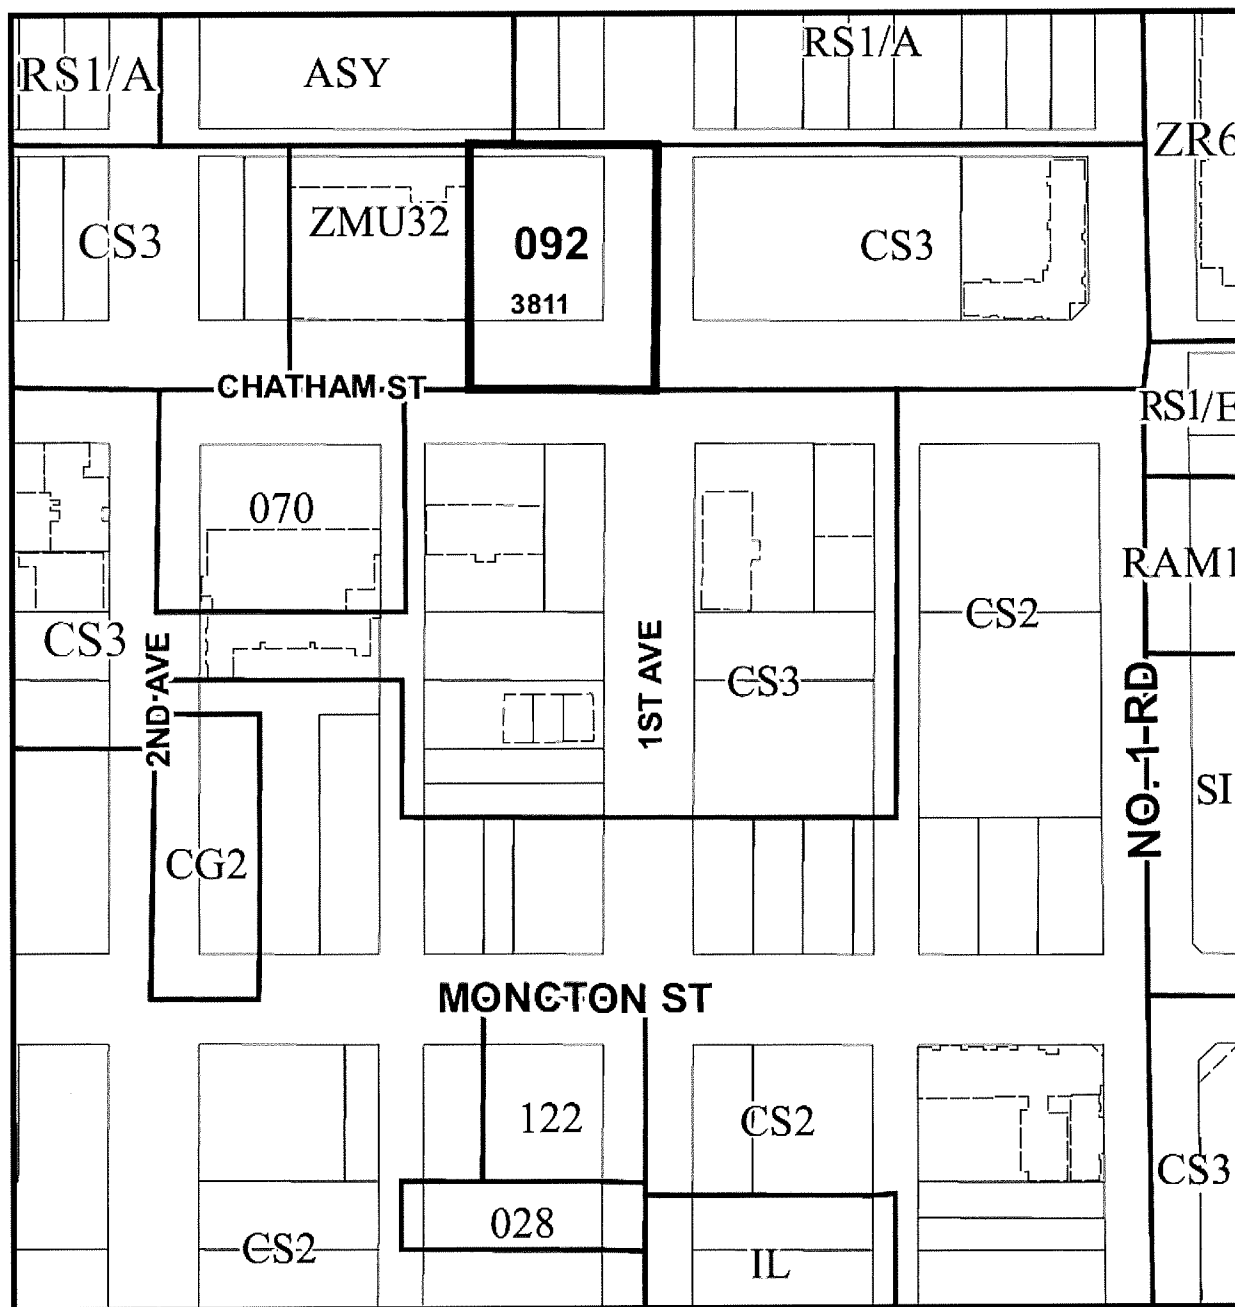 RS1/A
ASY
RS1/A
ZR6
CS3
ZMU32
092
3811
CS3
CHATHAM ST
RS1/E
070
RAM1
CS2
CS3
2ND AVE
1ST AVE
CS3
NO. 1 RD
SI
CG2
MONCTON ST
122
CS2
CS3
028
CS2
IL